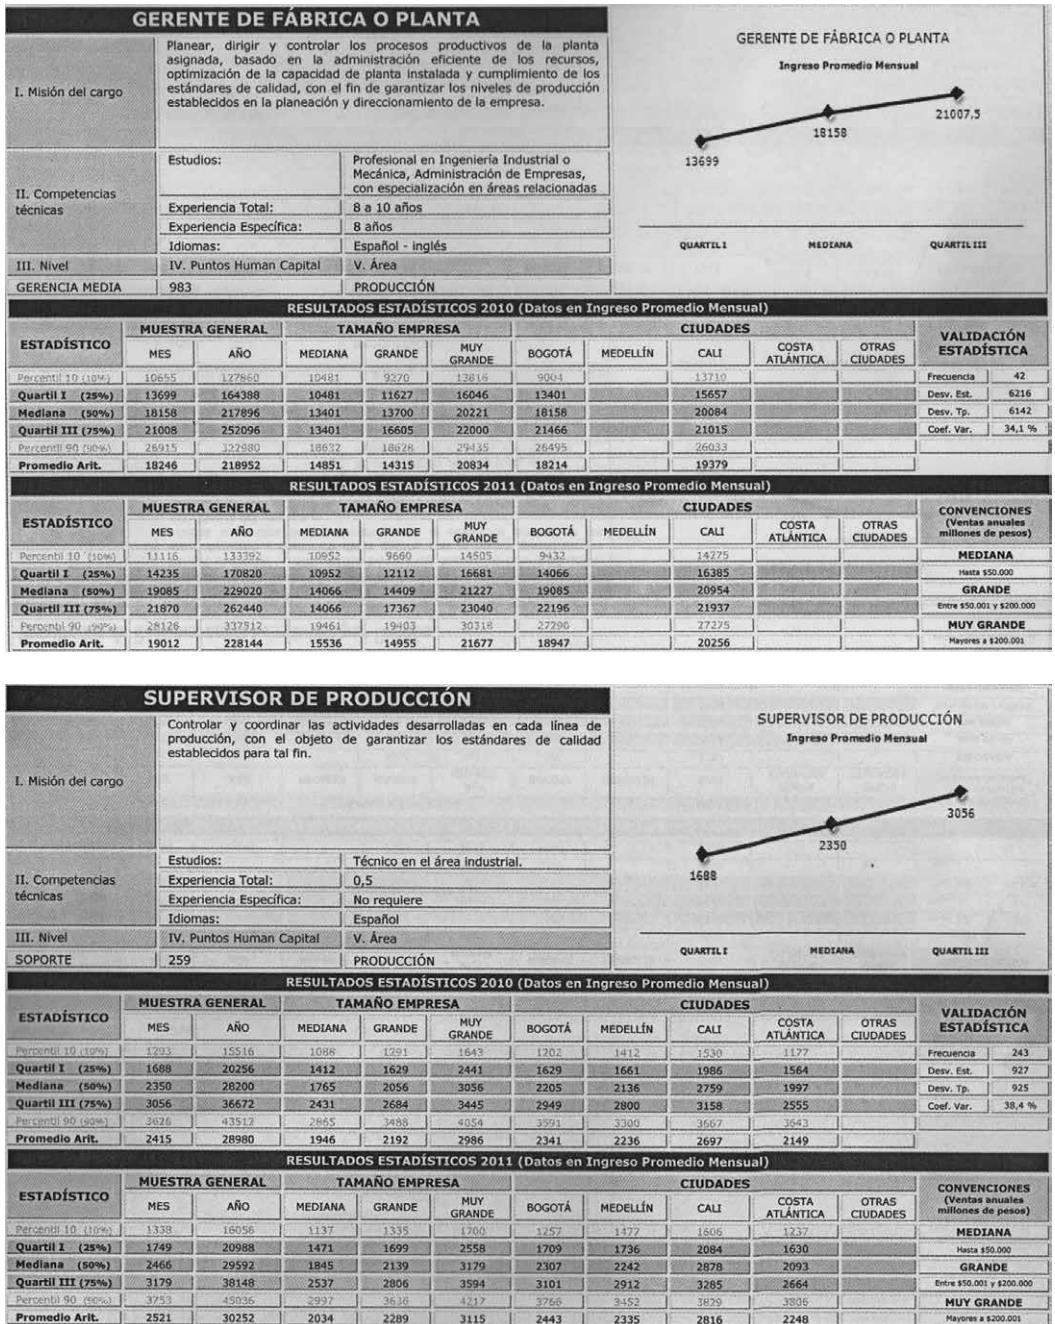 GERENTE DE FÁBRICA O PLANTA
I. Misión del cargo
Planear, dirigir y controlar los procesos productivos de la planta
asignada, basado en la administración eficiente de los recursos,
optimización de la capacidad de planta instalada y cumplimiento de los
estándares de calidad, con el fin de garantizar los niveles de producción
establecidos en la planeación y direccionamiento de la empresa.
II. Competencias técnicas
Estudios: Profesional en Ingeniería Industrial o
Mecánica, Administración de Empresas,
con especialización en áreas relacionadas
Experiencia Total: 8 a 10 años
Experiencia Específica: 8 años
Idiomas: Español - inglés
III. Nivel IV. Puntos Human Capital V. Área
GERENCIA MEDIA 983 PRODUCCIÓN
GERENTE DE FÁBRICA O PLANTA
Ingreso Promedio Mensual
13699 18158 21007,5
QUARTIL I MEDIANA QUARTIL III
RESULTADOS ESTADÍSTICOS 2010 (Datos en Ingreso Promedio Mensual)
ESTADÍSTICO MUESTRA GENERAL TAMAÑO EMPRESA CIUDADES VALIDACIÓN ESTADÍSTICA
MES AÑO MEDIANA GRANDE MUY GRANDE BOGOTÁ MEDELLÍN CALI COSTA ATLÁNTICA OTRAS CIUDADES
Percentil 10 (10%) 10655 127860 10481 9270 13816 9004 13710 Frecuencia 42
Quartil I (25%) 13699 164388 10481 11627 16046 13401 15657 Desv. Est. 6216
Mediana (50%) 18158 217896 13401 13700 20221 18158 20084 Desv. Tp. 6142
Quartil III (75%) 21008 252096 13401 16605 22000 21466 21015 Coef. Var. 34,1 %
Percentil 90 (90%) 26915 322980 18632 18628 29435 26495 26033
Promedio Arit. 18246 218952 14851 14315 20834 18214 19379
RESULTADOS ESTADÍSTICOS 2011 (Datos en Ingreso Promedio Mensual)
ESTADÍSTICO MUESTRA GENERAL TAMAÑO EMPRESA CIUDADES CONVENCIONES (Ventas anuales millones de pesos)
MES AÑO MEDIANA GRANDE MUY GRANDE BOGOTÁ MEDELLÍN CALI COSTA ATLÁNTICA OTRAS CIUDADES
Percentil 10 (10%) 11116 133392 10952 9660 14505 9432 14275 MEDIANA
Quartil I (25%) 14235 170820 10952 12112 16681 14066 16385 Hasta $50.000
Mediana (50%) 19085 229020 14066 14409 21227 19085 20954 GRANDE
Quartil III (75%) 21870 262440 14066 17367 23040 22196 21937 Entre $50.001 y $200.000
Percentil 90 (90%) 28126 337512 19461 19403 30318 27290 27275 MUY GRANDE
Promedio Arit. 19012 228144 15536 14955 21677 18947 20256 Mayores a $200.001
SUPERVISOR DE PRODUCCIÓN
I. Misión del cargo
Controlar y coordinar las actividades desarrolladas en cada línea de
producción, con el objeto de garantizar los estándares de calidad
establecidos para tal fin.
II. Competencias técnicas
Estudios: Técnico en el área industrial.
Experiencia Total: 0,5
Experiencia Específica: No requiere
Idiomas: Español
III. Nivel IV. Puntos Human Capital V. Área
SOPORTE 259 PRODUCCIÓN
SUPERVISOR DE PRODUCCIÓN
Ingreso Promedio Mensual
1688 2350 3056
QUARTIL I MEDIANA QUARTIL III
RESULTADOS ESTADÍSTICOS 2010 (Datos en Ingreso Promedio Mensual)
ESTADÍSTICO MUESTRA GENERAL TAMAÑO EMPRESA CIUDADES VALIDACIÓN ESTADÍSTICA
MES AÑO MEDIANA GRANDE MUY GRANDE BOGOTÁ MEDELLÍN CALI COSTA ATLÁNTICA OTRAS CIUDADES
Percentil 10 (10%) 1293 15516 1088 1291 1643 1202 1412 1530 1177 Frecuencia 243
Quartil I (25%) 1688 20256 1412 1629 2441 1629 1661 1986 1564 Desv. Est. 927
Mediana (50%) 2350 28200 1765 2056 3056 2205 2136 2759 1997 Desv. Tp. 925
Quartil III (75%) 3056 36672 2431 2684 3445 2949 2800 3158 2555 Coef. Var. 38,4 %
Percentil 90 (90%) 3626 43512 2865 3488 4054 3591 3300 3667 3643
Promedio Arit. 2415 28980 1946 2192 2986 2341 2236 2697 2149
RESULTADOS ESTADÍSTICOS 2011 (Datos en Ingreso Promedio Mensual)
ESTADÍSTICO MUESTRA GENERAL TAMAÑO EMPRESA CIUDADES CONVENCIONES (Ventas anuales millones de pesos)
MES AÑO MEDIANA GRANDE MUY GRANDE BOGOTÁ MEDELLÍN CALI COSTA ATLÁNTICA OTRAS CIUDADES
Percentil 10 (10%) 1338 16056 1137 1335 1700 1257 1477 1606 1237 MEDIANA
Quartil I (25%) 1749 20988 1471 1699 2558 1709 1736 2084 1630 Hasta $50.000
Mediana (50%) 2466 29592 1845 2139 3179 2307 2242 2878 2093 GRANDE
Quartil III (75%) 3179 38148 2537 2806 3594 3101 2912 3285 2664 Entre $50.001 y $200.000
Percentil 90 (90%) 3753 45036 2997 3636 4217 3766 3452 3829 3806 MUY GRANDE
Promedio Arit. 2521 30252 2034 2289 3115 2443 2335 2816 2248 Mayores a $200.001